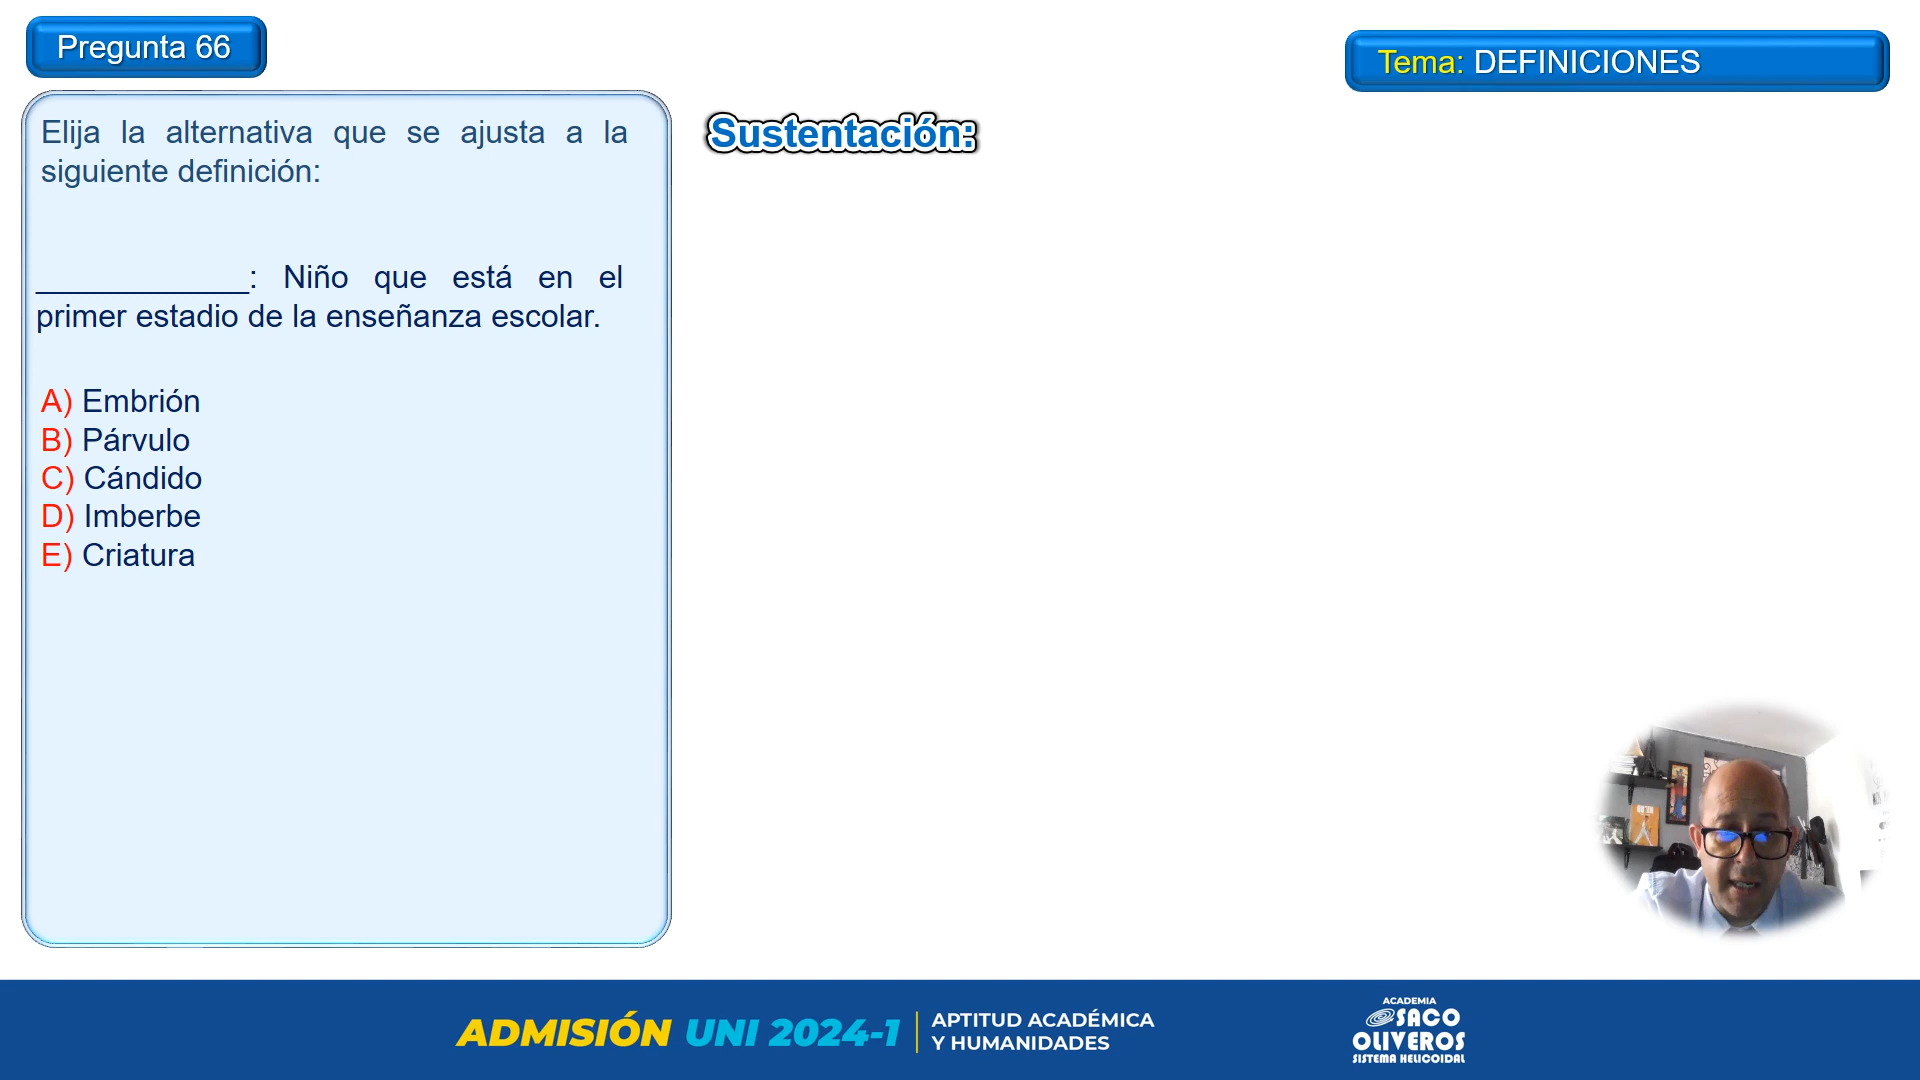 Pregunta 66
Tema: DEFINICIONES
Elija la alternativa que se ajusta a la
siguiente definición:
____________: Niño que está en el
primer estadio de la enseñanza escolar.
A) Embrión
B) Párvulo
C) Cándido
D) Imberbe
E) Criatura
Sustentación:
ADMISIÓN UNI 2024-1
APTITUD ACADÉMICA
Y HUMANIDADES
ACADEMIA
SACO
OLIVEROS
SISTEMA HELICOIDAL